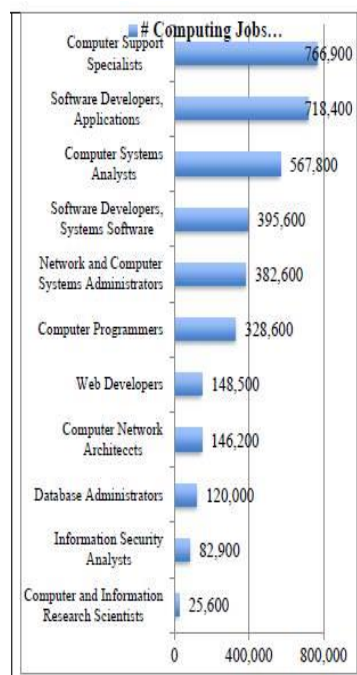 # Computing Jobs…
Computer Support
Specialists
766,900
Software Developers,
Applications
718,400
Computer Systems
Analysts
567,800
Software Developers,
Systems Software
395,600
Network and Computer
Systems Administrators
382,600
Computer Programmers
328,600
Web Developers
148,500
Computer Network
Architeccts
146,200
Database Administrators
120,000
Information Security
Analysts
82,900
Computer and Information
Research Scientists
25,600
0 400,000 800,000